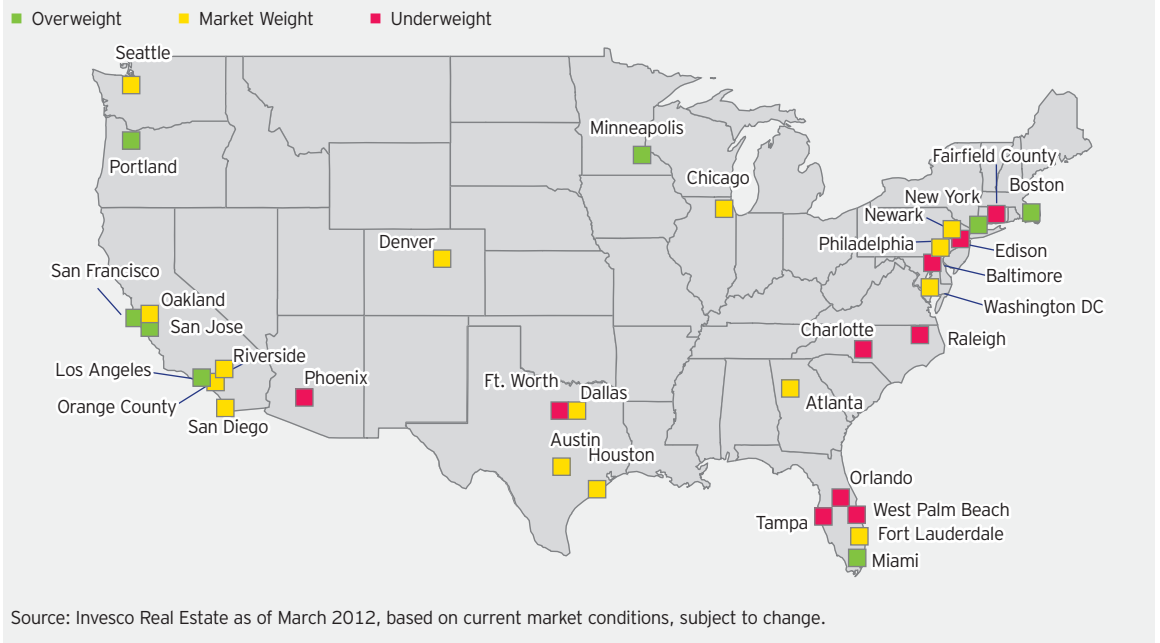 Overweight Market Weight Underweight
Seattle
Portland
Minneapolis
Chicago
Fairfield County
Boston
New York
Newark
Philadelphia
Edison
Baltimore
Washington DC
Denver
San Francisco
Oakland
San Jose
Riverside
Los Angeles
Orange County
San Diego
Phoenix
Ft. Worth
Dallas
Austin
Houston
Charlotte
Raleigh
Atlanta
Orlando
West Palm Beach
Tampa
Fort Lauderdale
Miami
Source: Invesco Real Estate as of March 2012, based on current market conditions, subject to change.